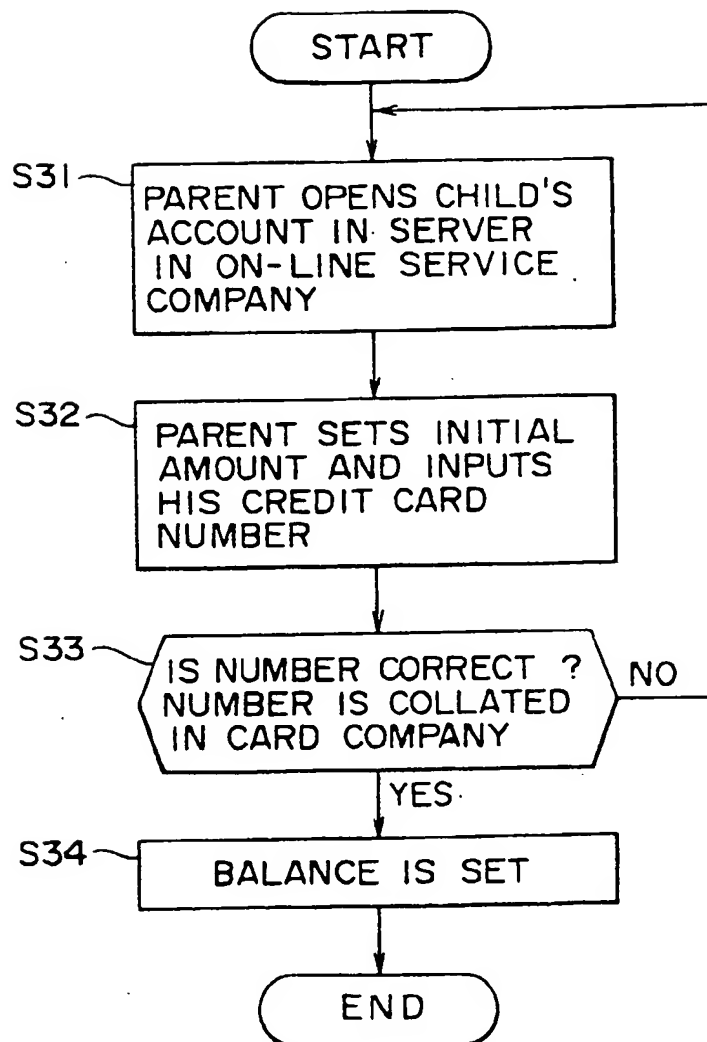 START
S31
PARENT OPENS CHILD'S
ACCOUNT IN SERVER
IN ON-LINE SERVICE
COMPANY
S32
PARENT SETS INITIAL
AMOUNT AND INPUTS
HIS CREDIT CARD
NUMBER
S33
IS NUMBER CORRECT ?
NUMBER IS COLLATED
IN CARD COMPANY
NO
YES
S34
BALANCE IS SET
END